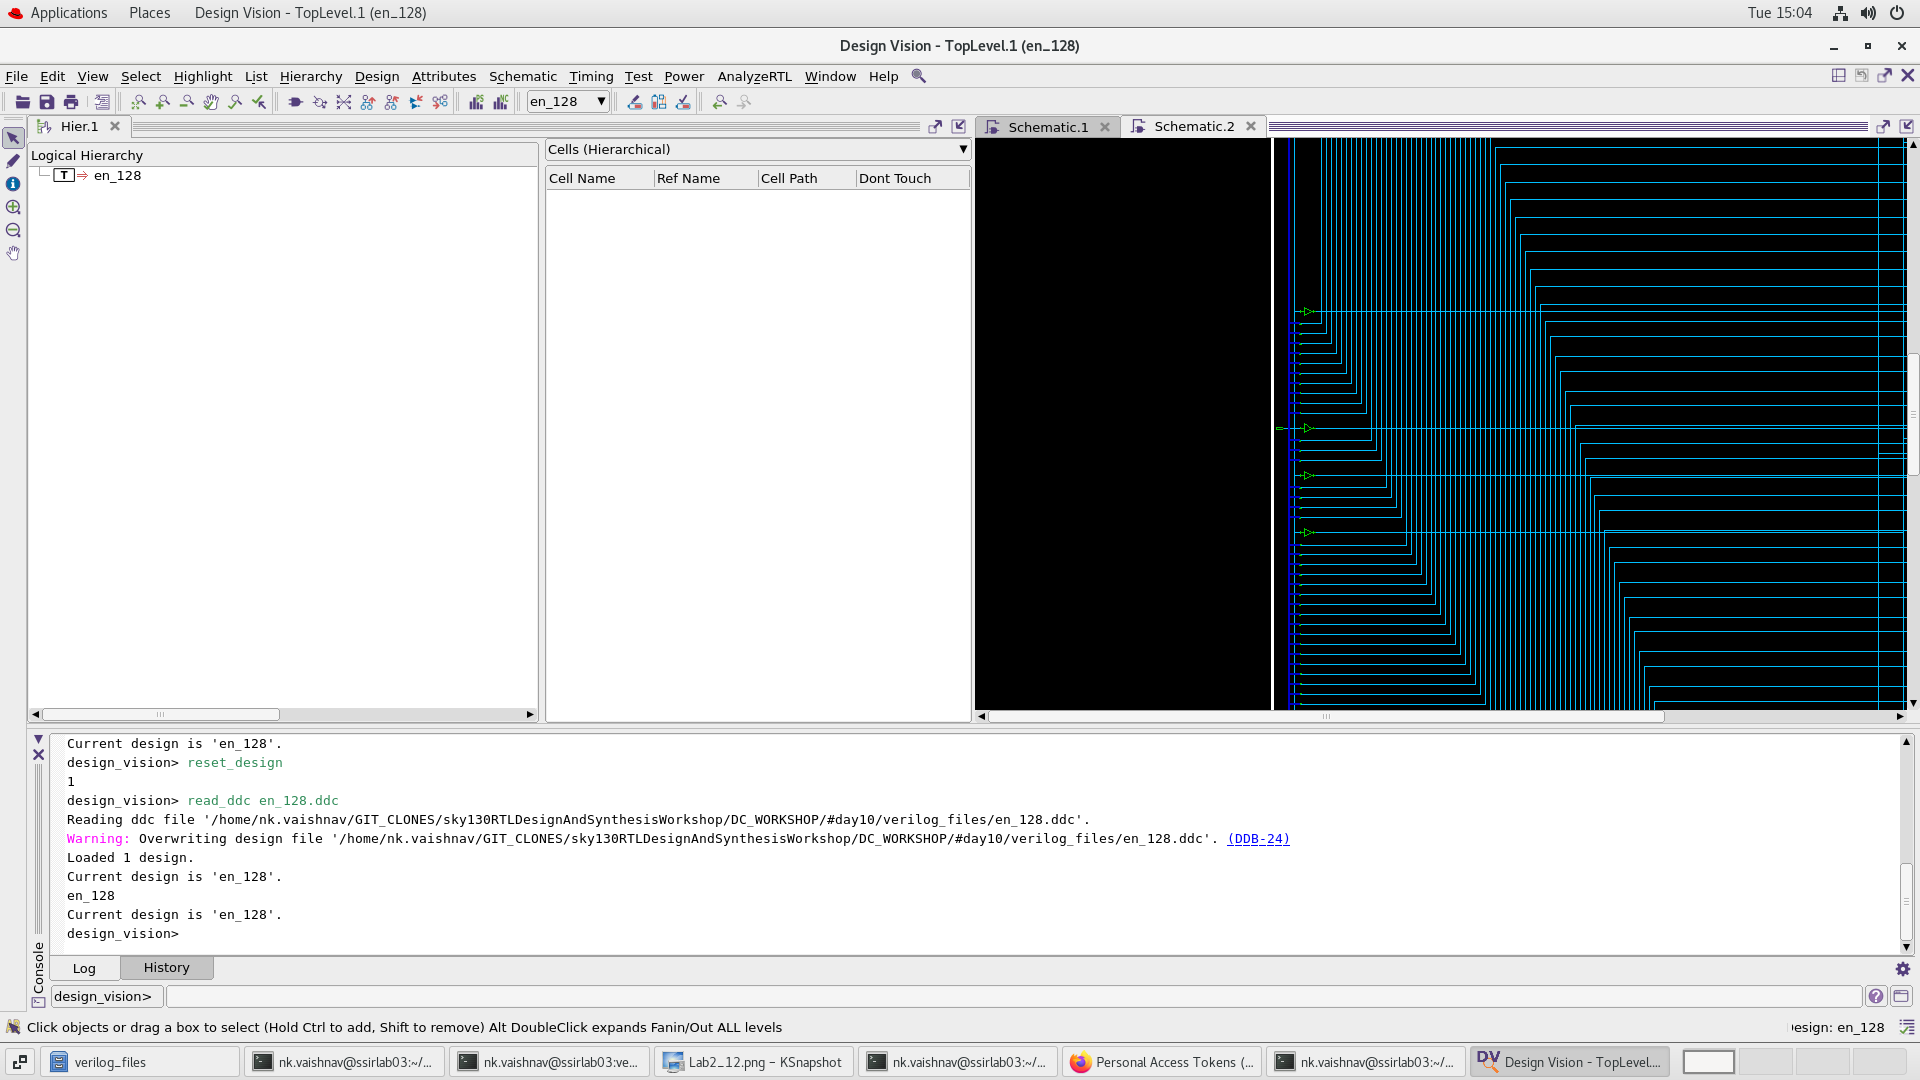 Applications Places Design Vision - TopLevel.1 (en_128) Tue 15:04
Design Vision - TopLevel.1 (en_128)
File Edit View Select Highlight List Hierarchy Design Attributes Schematic Timing Test Power AnalyzeRTL Window Help
en_128
Hier.1 Schematic.1 Schematic.2
Logical Hierarchy
T en_128
Cells (Hierarchical)
Cell Name Ref Name Cell Path Dont Touch
Current design is 'en_128'.
design_vision> reset_design
1
design_vision> read_ddc en_128.ddc
Reading ddc file '/home/nk.vaishnav/GIT_CLONES/sky130RTLDesignAndSynthesisWorkshop/DC_WORKSHOP/#day10/verilog_files/en_128.ddc'.
Warning: Overwriting design file '/home/nk.vaishnav/GIT_CLONES/sky130RTLDesignAndSynthesisWorkshop/DC_WORKSHOP/#day10/verilog_files/en_128.ddc'. (DDB-24)
Loaded 1 design.
Current design is 'en_128'.
en_128
Current design is 'en_128'.
design_vision>
Console
Log History
design_vision>
Click objects or drag a box to select (Hold Ctrl to add, Shift to remove) Alt DoubleClick expands Fanin/Out ALL levels
esign: en_128
verilog_files nk.vaishnav@ssirlab03:~/... nk.vaishnav@ssirlab03:ve... Lab2_12.png – KSnapshot nk.vaishnav@ssirlab03:~/... Personal Access Tokens (... nk.vaishnav@ssirlab03:~/... DV Design Vision - TopLevel....